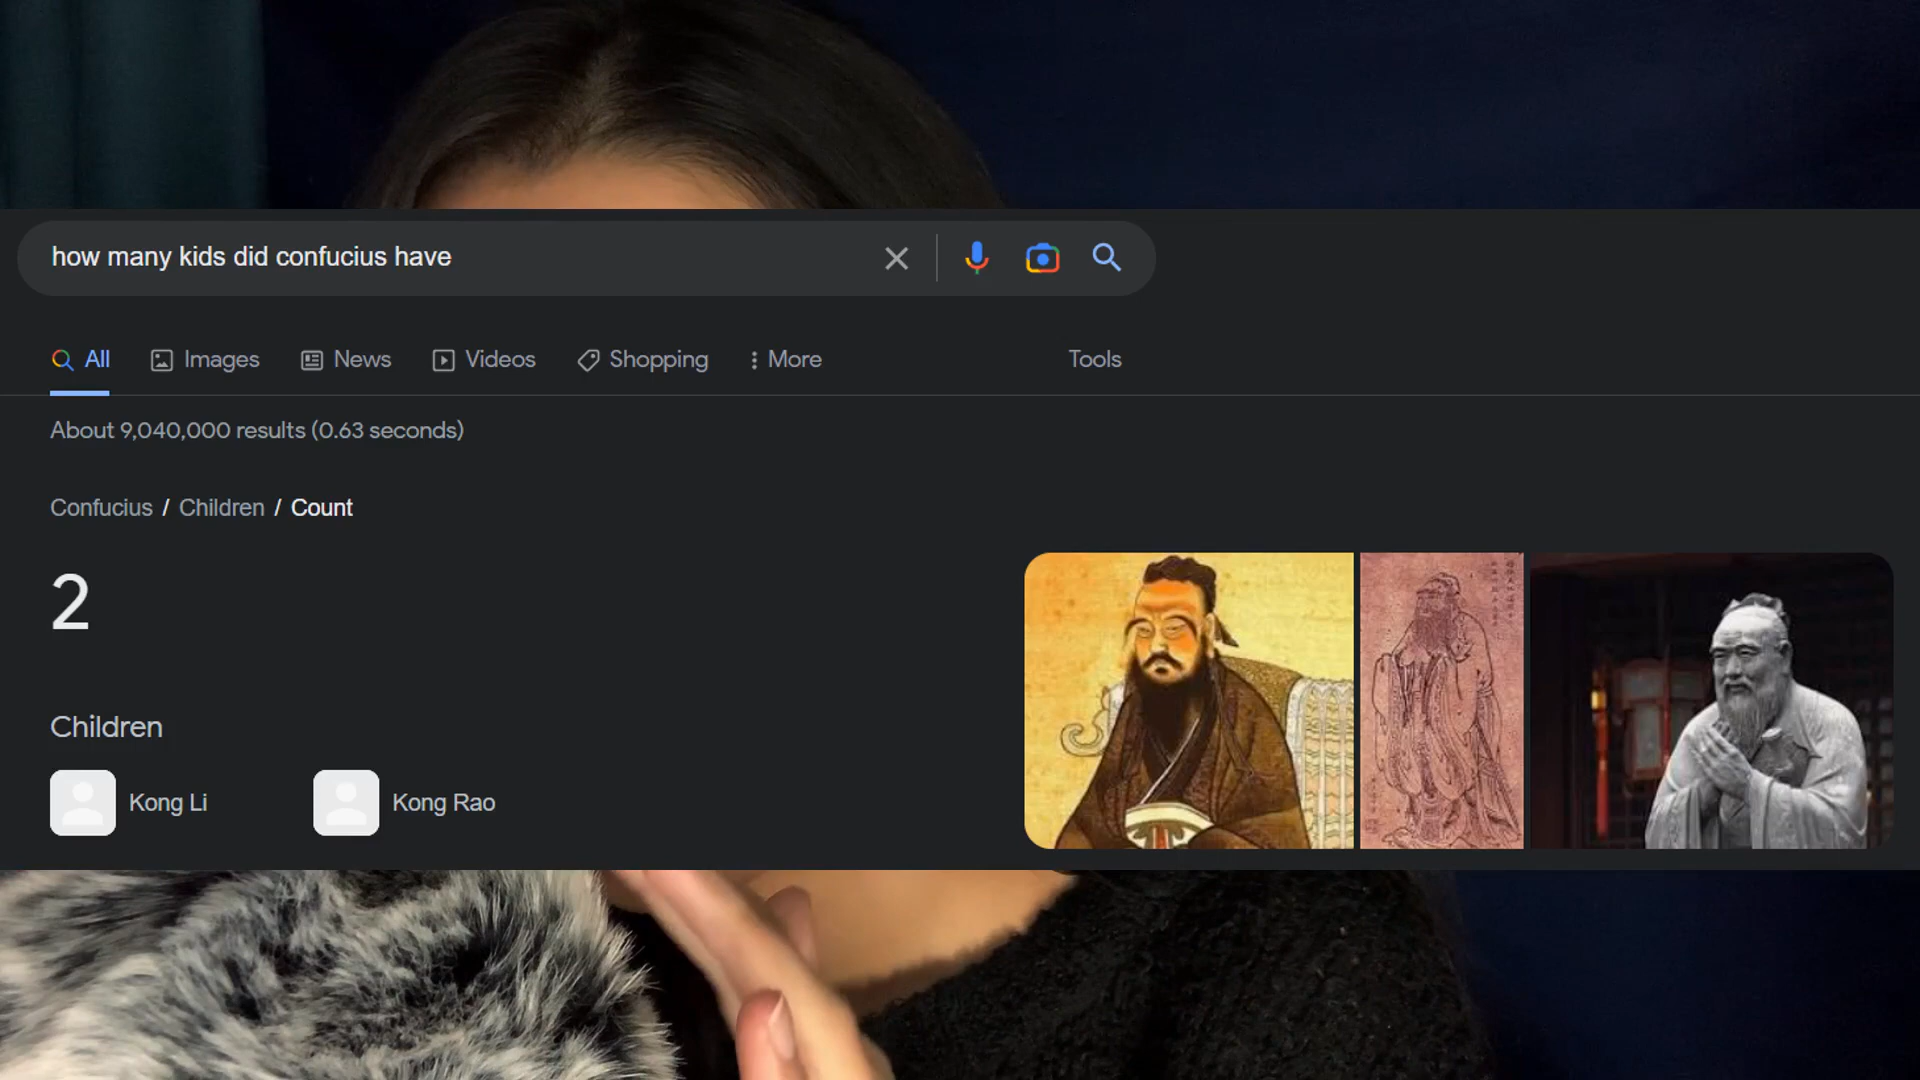 how many kids did confucius have
All Images News Videos Shopping More Tools
About 9,040,000 results (0.63 seconds)
Confucius / Children / Count
2
Children
Kong Li Kong Rao